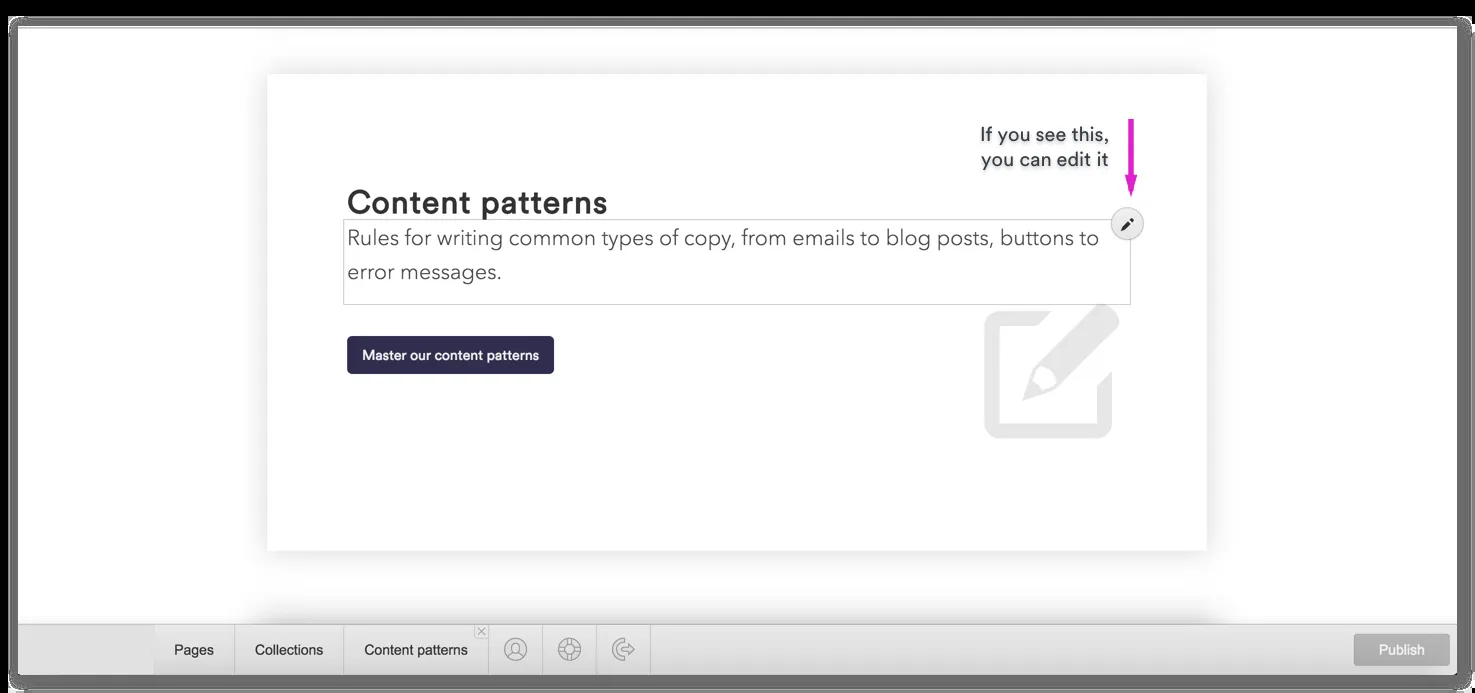 If you see this,
you can edit it
Content patterns
Rules for writing common types of copy, from emails to blog posts, buttons to
error messages.
Master our content patterns
Pages
Collections
Content patterns
Publish